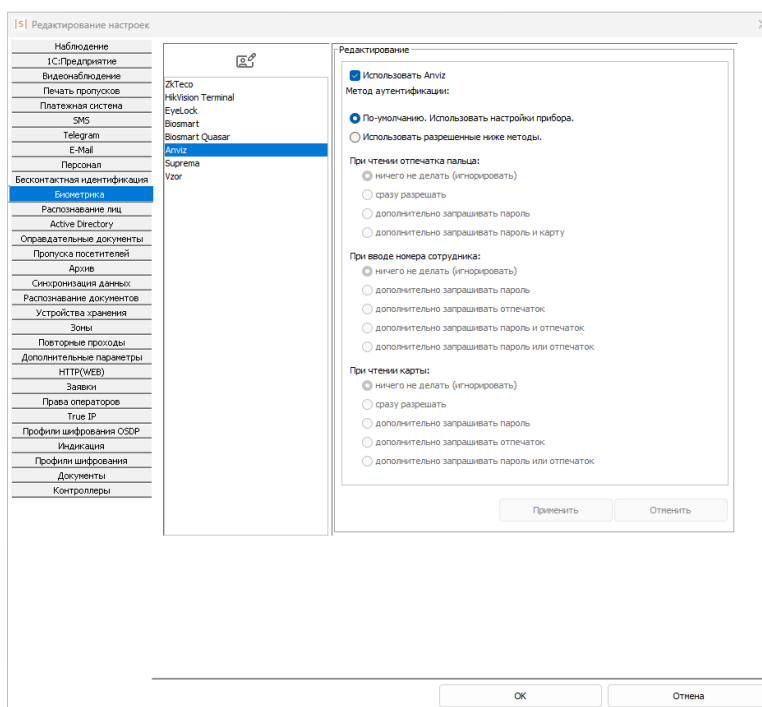 |S| Редактирование настроек
Наблюдение
1С:Предприятие
Видеонаблюдение
Печать пропусков
Платежная система
SMS
Telegram
E-Mail
Персонал
Бесконтактная идентификация
Биометрика
Распознавание лиц
Active Directory
Оправдательные документы
Пропуска посетителей
Архив
Синхронизация данных
Распознавание документов
Устройства хранения
Зоны
Повторные проходы
Дополнительные параметры
HTTP(WEB)
Заявки
Права операторов
True IP
Профили шифрования OSDP
Индикация
Профили шифрования
Документы
Контроллеры
ZkTeco
HikVision Terminal
EyeLock
Biosmart
Biosmart Quasar
Anviz
Suprema
Vzor
Редактирование
Использовать Anviz
Метод аутентификации:
По-умолчанию. Использовать настройки прибора.
Использовать разрешенные ниже методы.
При чтении отпечатка пальца:
ничего не делать (игнорировать)
сразу разрешать
дополнительно запрашивать пароль
дополнительно запрашивать пароль и карту
При вводе номера сотрудника:
ничего не делать (игнорировать)
дополнительно запрашивать пароль
дополнительно запрашивать отпечаток
дополнительно запрашивать пароль и отпечаток
дополнительно запрашивать пароль или отпечаток
При чтении карты:
ничего не делать (игнорировать)
сразу разрешать
дополнительно запрашивать пароль
дополнительно запрашивать отпечаток
дополнительно запрашивать пароль или отпечаток
Применить
Отменить
ОК
Отмена